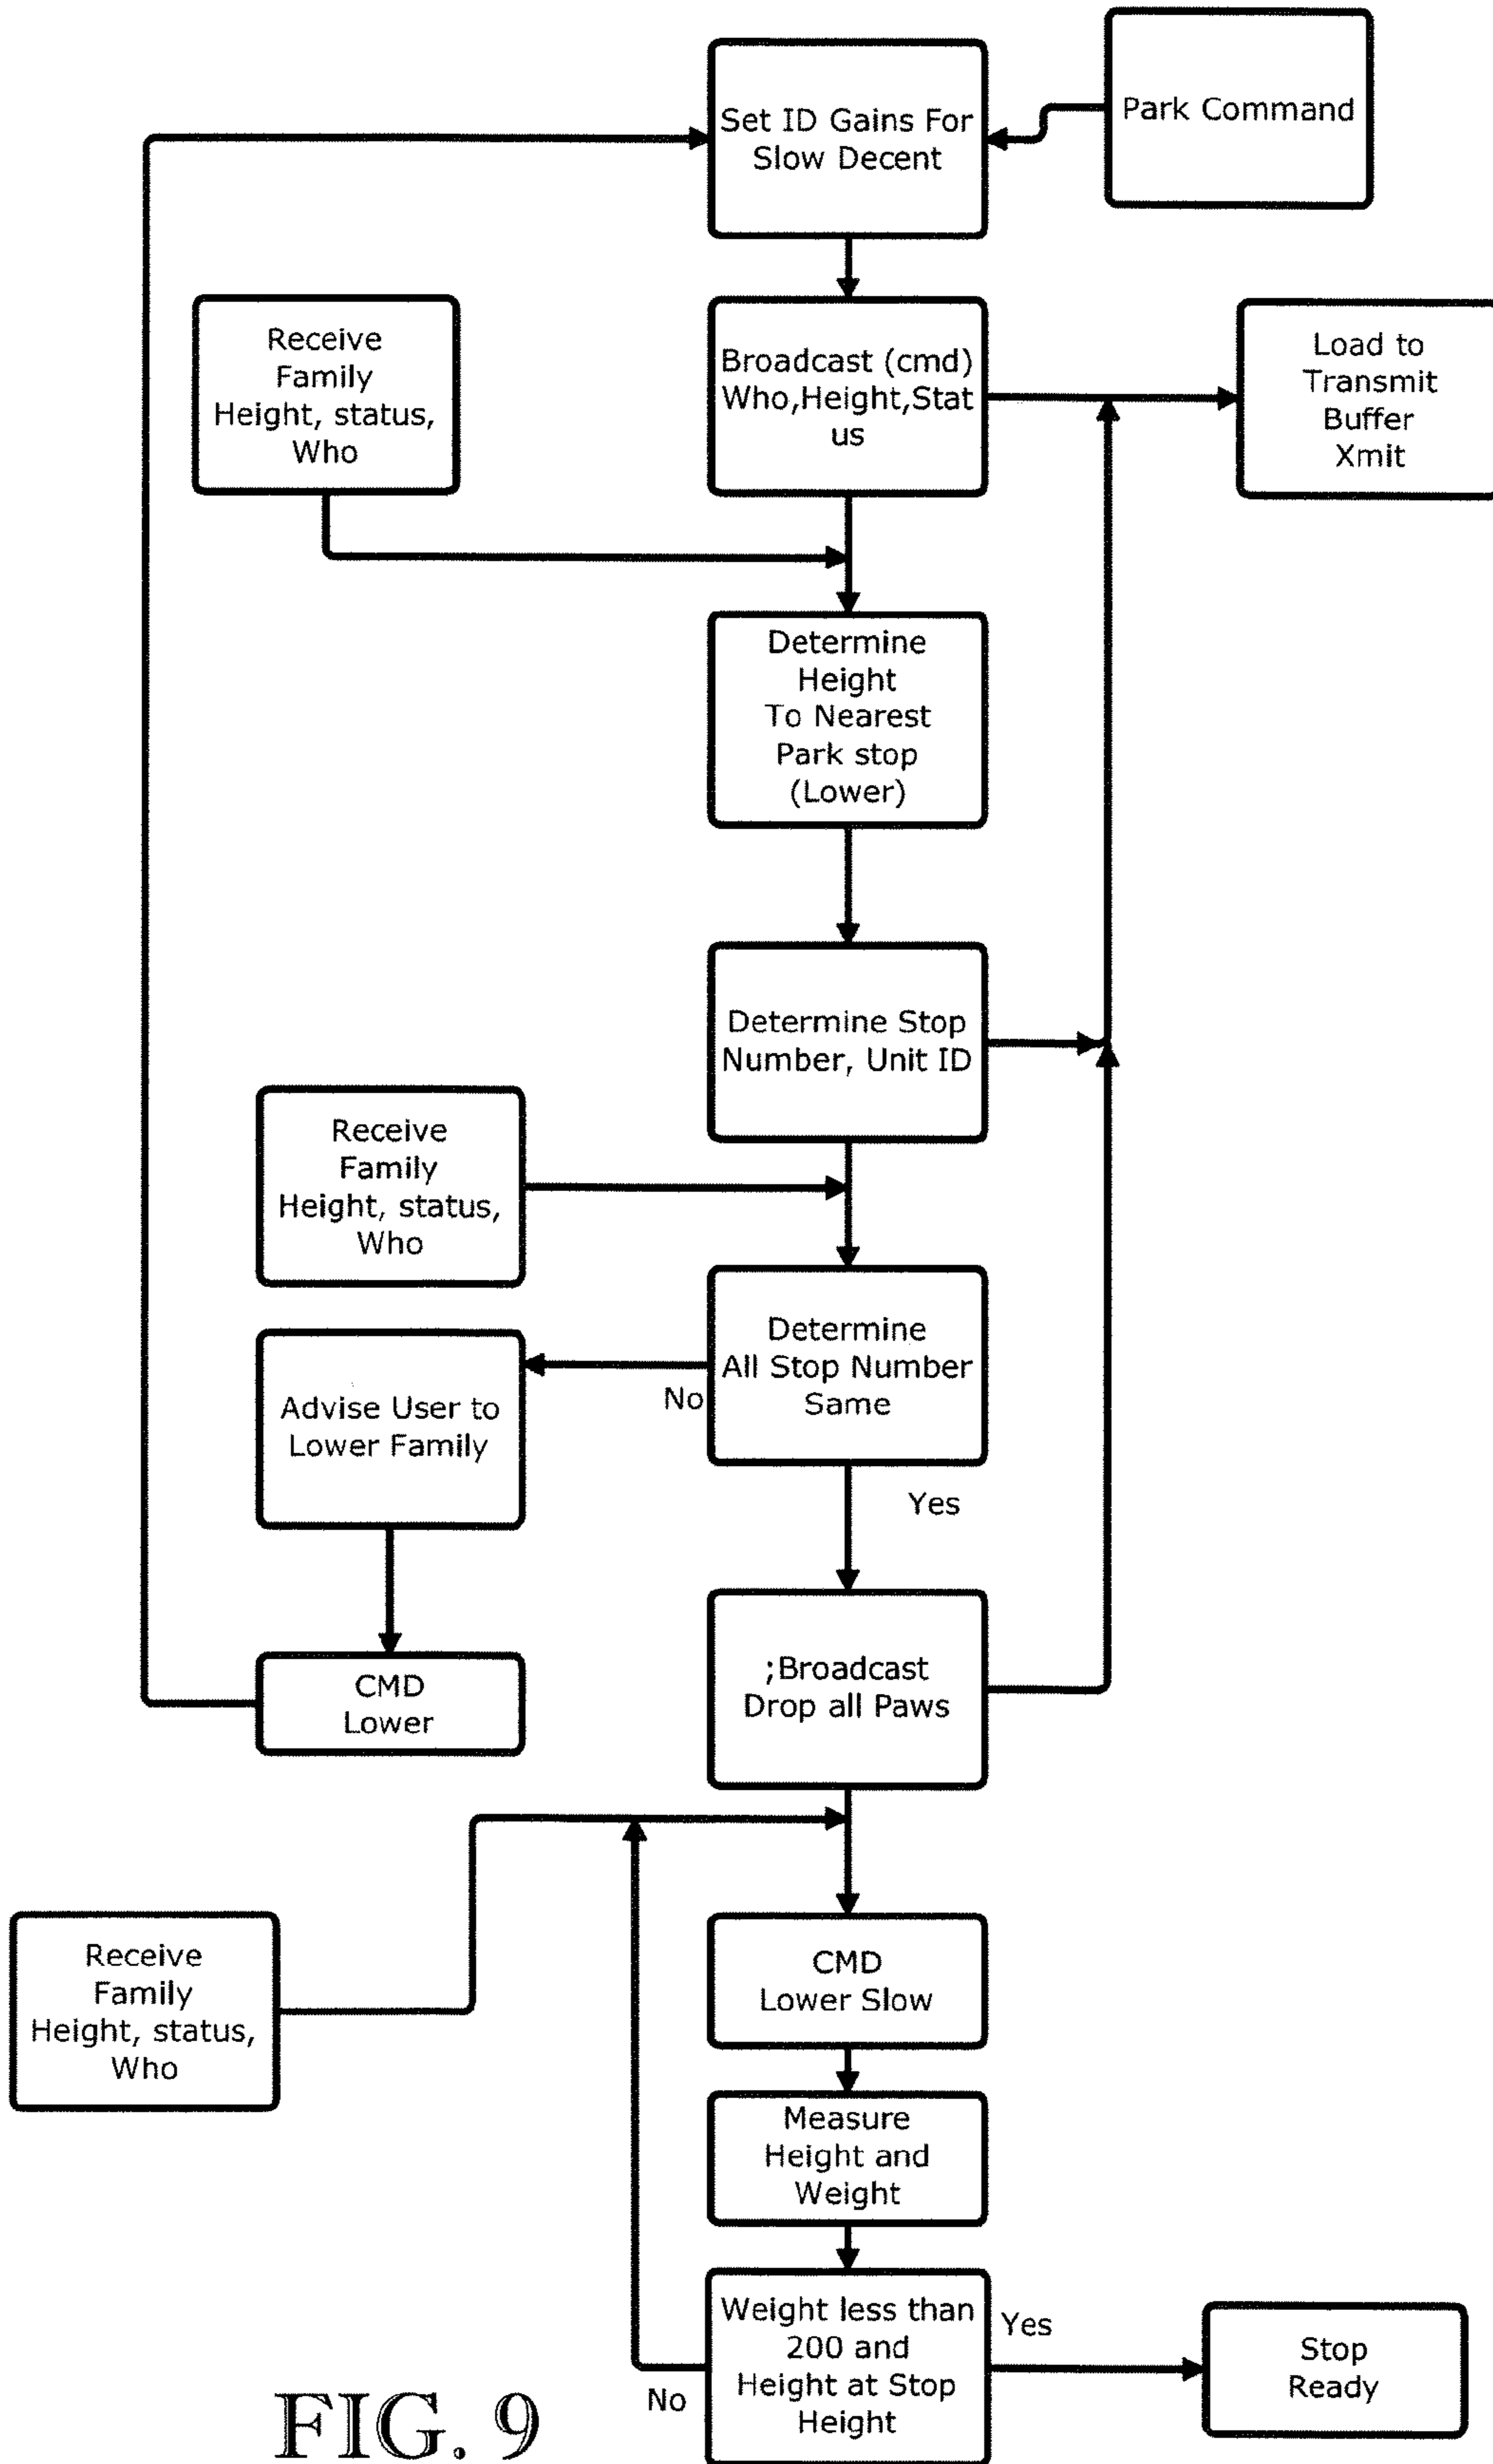 Park Command
Set ID Gains For
Slow Decent
Receive
Family
Height, status,
Who
Broadcast (cmd)
Who,Height,Stat
us
Load to
Transmit
Buffer
Xmit
Determine
Height
To Nearest
Park stop
(Lower)
Determine Stop
Number, Unit ID
Receive
Family
Height, status,
Who
Determine
All Stop Number
Same
No
Advise User to
Lower Family
Yes
CMD
Lower
;Broadcast
Drop all Paws
Receive
Family
Height, status,
Who
CMD
Lower Slow
Measure
Height and
Weight
Weight less than
200 and
Height at Stop
Height
Yes
No
Stop
Ready
FIG. 9